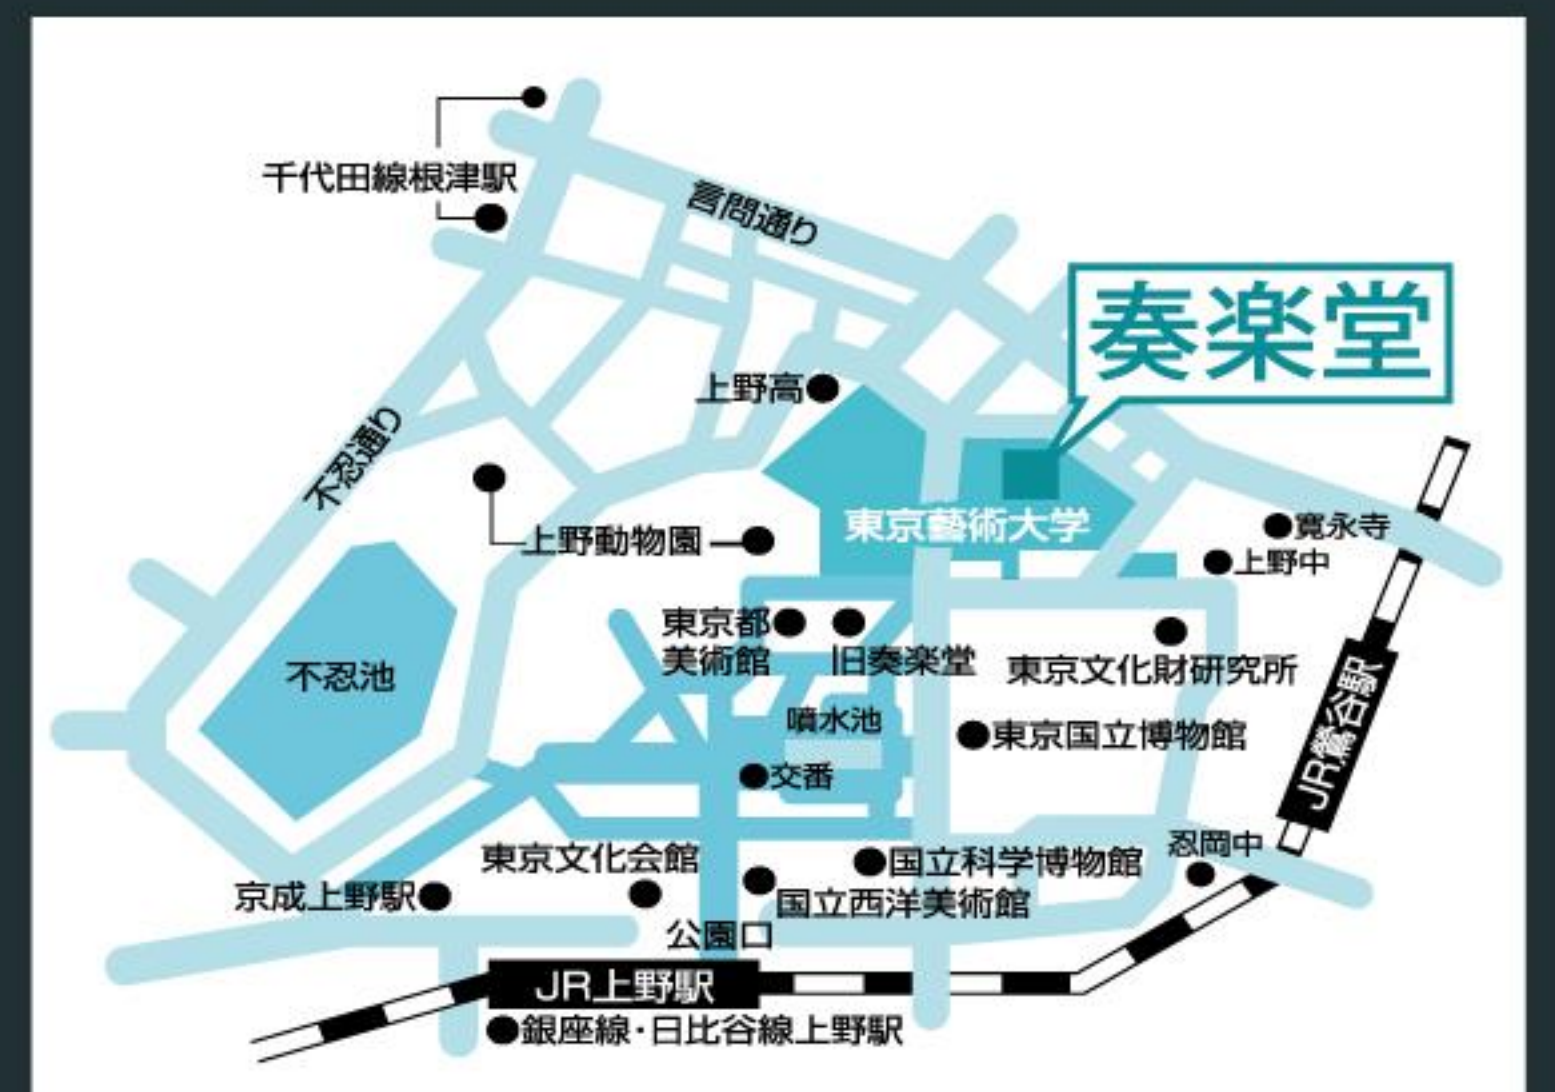 千代田線根津駅
言問通り
奏楽堂
上野高
不忍通り
東京藝術大学
寛永寺
上野動物園
上野中
東京都
美術館
旧奏楽堂
東京文化財研究所
不忍池
噴水池
東京国立博物館
JR鶯谷駅
交番
忍岡中
東京文化会館
国立科学博物館
京成上野駅
国立西洋美術館
公園口
JR上野駅
銀座線・日比谷線上野駅